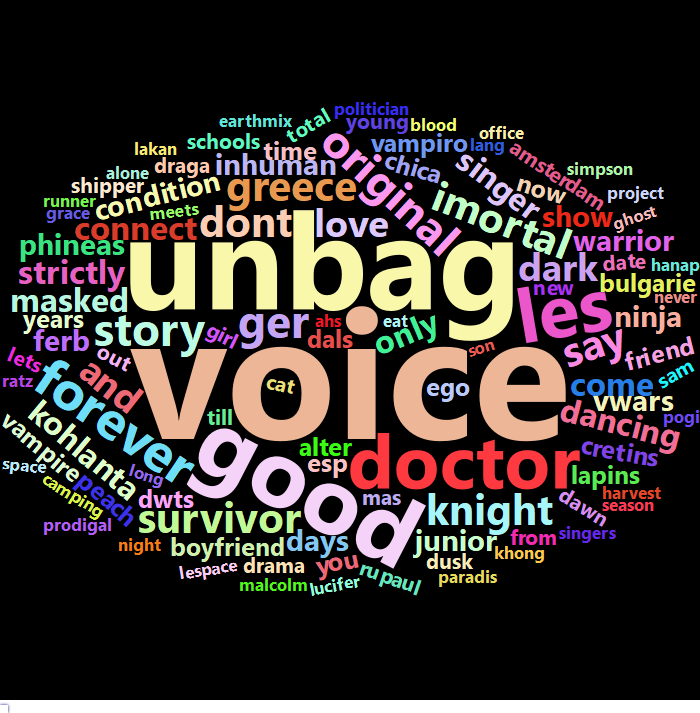 politician
earthmix
total
young
blood
office
schools
lakan
time
vampiro
lang
amsterdam
original
singer
simpson
alone
draga
inhuman
chica
now
project
shipper
condition
greece
imortal
runner
grace
meets
connect
dont
love
show
ghost
phineas
unbag
warrior
strictly
dark
date
hanap
masked
new
bulgarie
never
years
story
girl
ger
ahs
eat
only
les
ninja
ferb
dals
son
say
friend
lets
out
voice
ratz
forever
and
cat
ego
come
sam
vwars
kohlanta
till
good
dancing
pogi
vampire
alter
doctor
cretins
space
peach
long
esp
lapins
camping
dwts
mas
knight
dawn
harvest
season
prodigal
survivor
junior
from
singers
night
boyfriend
days
khong
lespace
drama
you
rupaul
dusk
paradis
malcolm
lucifer